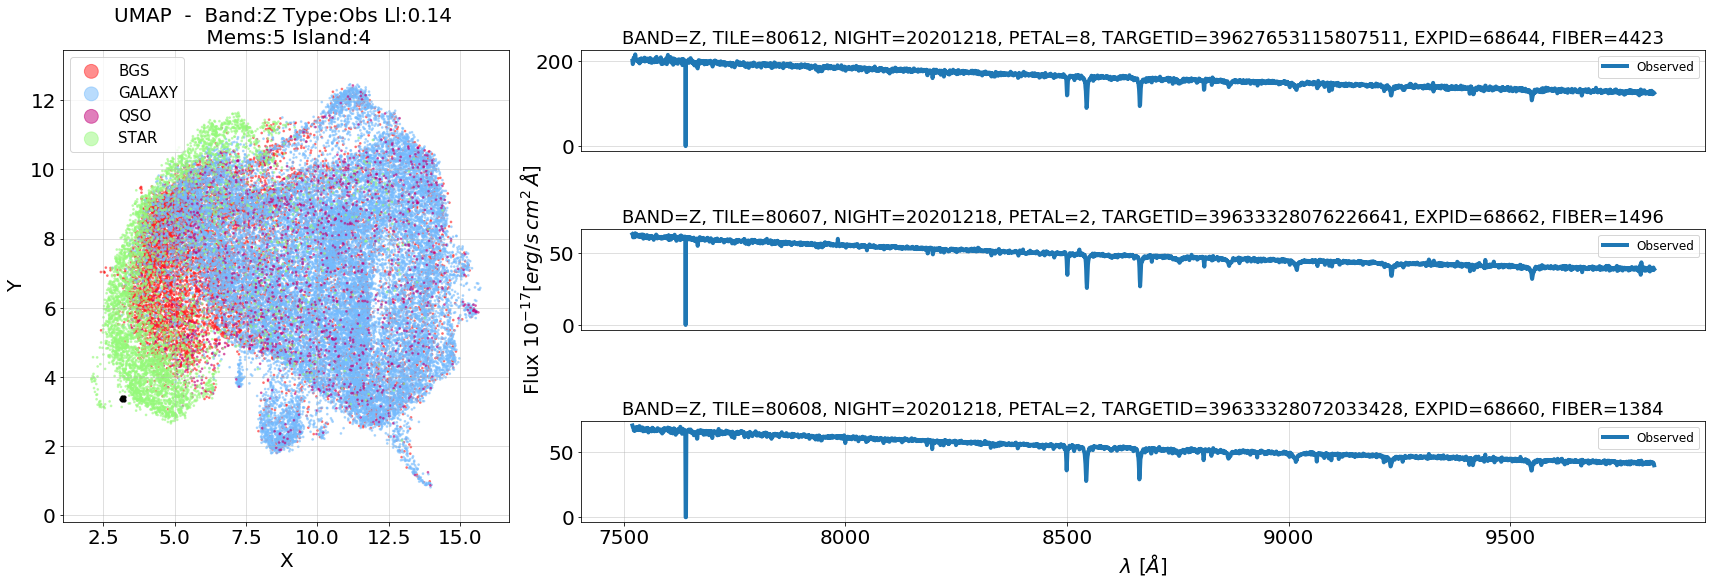 UMAP  -  Band:Z Type:Obs Ll:0.14
Mems:5 Island:4
BGS
GALAXY
QSO
STAR
12
10
8
6
4
2
0
Y
2.5 5.0 7.5 10.0 12.5 15.0
X
BAND=Z, TILE=80612, NIGHT=20201218, PETAL=8, TARGETID=39627653115807511, EXPID=68644, FIBER=4423
Observed
200
0
BAND=Z, TILE=80607, NIGHT=20201218, PETAL=2, TARGETID=39633328076226641, EXPID=68662, FIBER=1496
Observed
50
0
Flux 10⁻¹⁷[erg/s cm² Å]
BAND=Z, TILE=80608, NIGHT=20201218, PETAL=2, TARGETID=39633328072033428, EXPID=68660, FIBER=1384
Observed
50
0
7500 8000 8500 9000 9500
λ [Å]